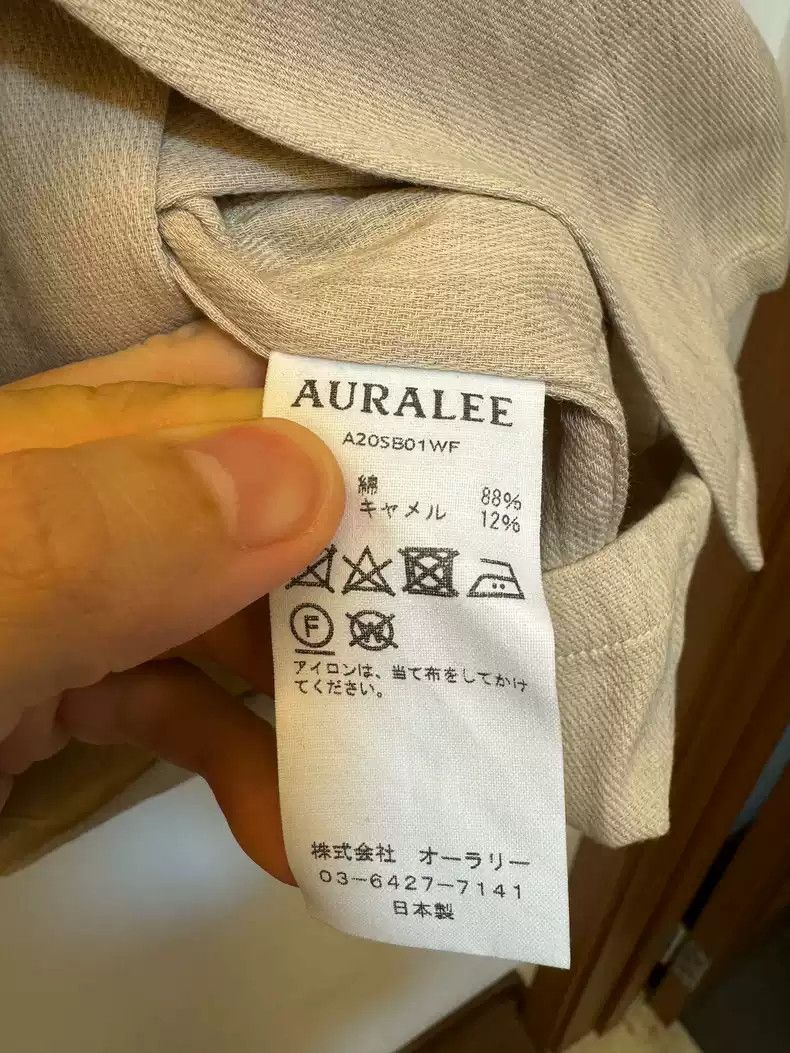 AURALEE
A20SB01WF
綿 88%
キャメル 12%
F
W
アイロンは、当て布をしてかけ
てください。
株式会社 オーラリー
03-6427-7141
日本製